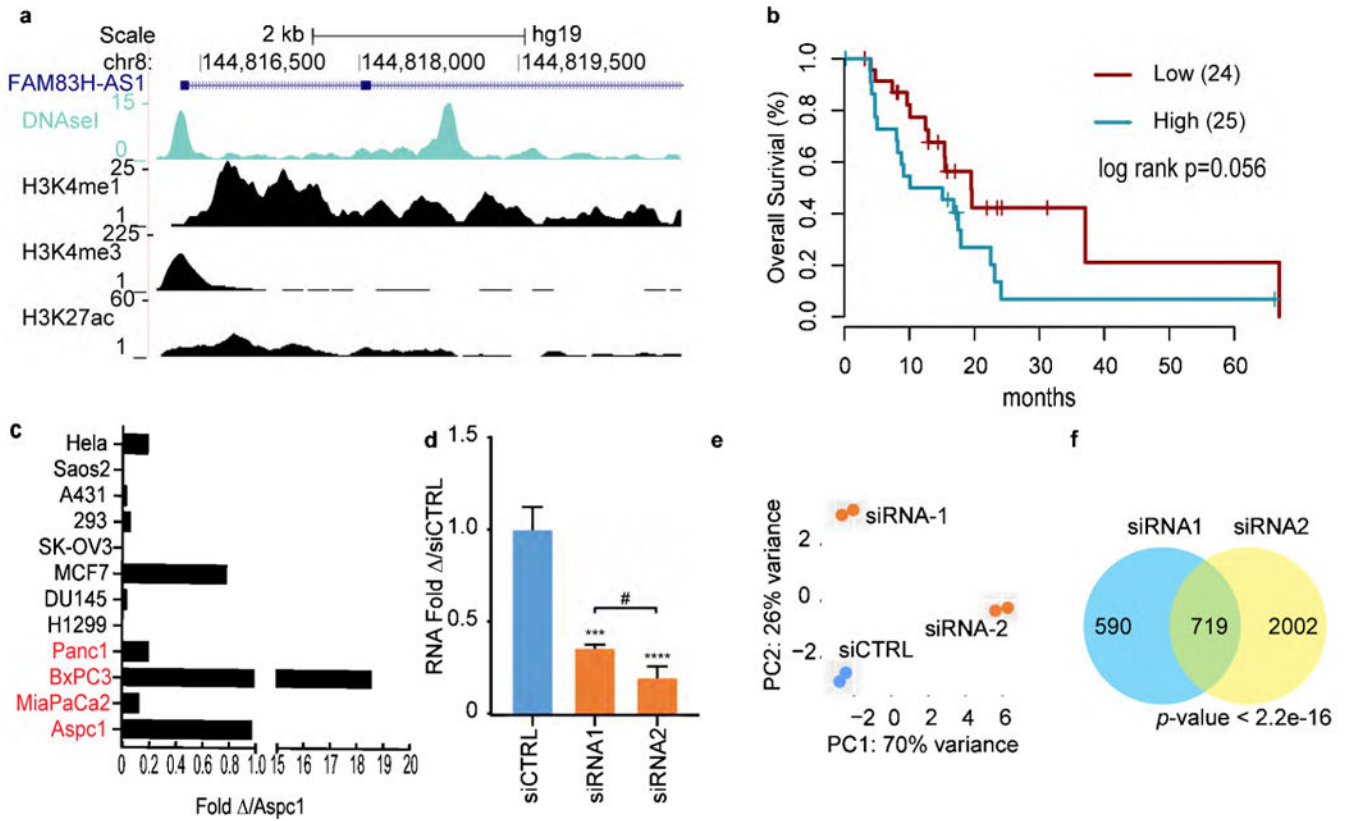 a
Scale 2 kb hg19
chr8: |144,816,500 |144,818,000 |144,819,500
FAM83H-AS1
15
DNAseI
0
25
H3K4me1
1
225
H3K4me3
1
60
H3K27ac
1
b
Overall Surivial (%)
1.0
0.8
0.6
0.4
0.2
0.0
Low (24)
High (25)
log rank p=0.056
0 10 20 30 40 50 60
months
c
Hela
Saos2
A431
293
SK-OV3
MCF7
DU145
H1299
Panc1
BxPC3
MiaPaCa2
Aspc1
0 0.2 0.4 0.6 0.8 1.0 15 16 17 18 19 20
Fold Δ/Aspc1
d
RNA Fold Δ/siCTRL
1.5
1.0
0.5
0
#
***
****
siCTRL
siRNA1
siRNA2
e
PC2: 26% variance
2
0
−2
siRNA-1
siRNA-2
siCTRL
−2 0 2 4 6
PC1: 70% variance
f
siRNA1 siRNA2
590 719 2002
p-value < 2.2e-16